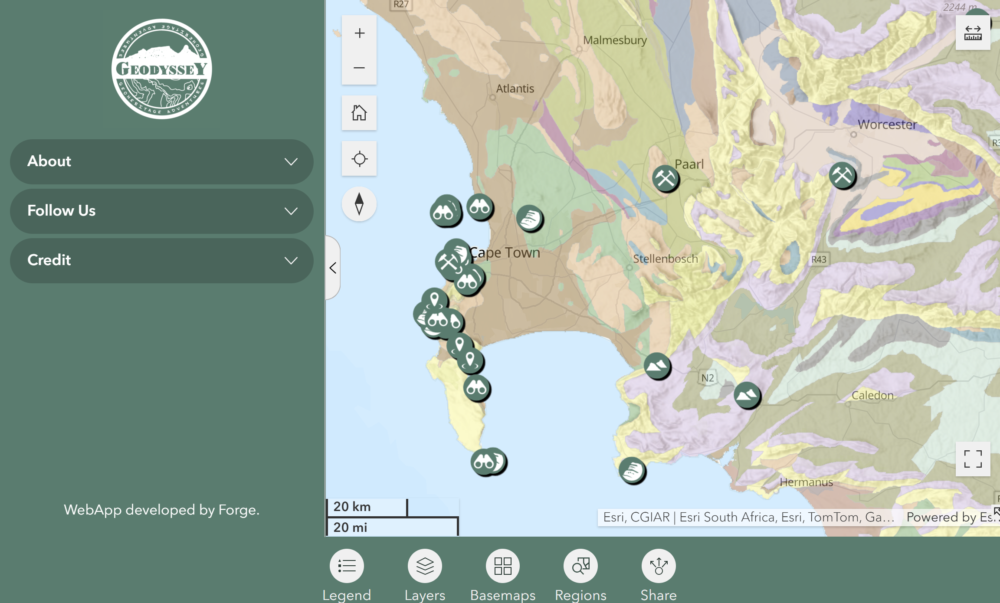 GEOHERITAGE ADVENTURES
GEODYSSEY
GEOHERITAGE ADVENTURES
About
Follow Us
Credit
WebApp developed by Forge.
R27
2244 m
Malmesbury
Atlantis
Worcester
Paarl
Cape Town
Stellenbosch
R43
N2
Caledon
Hermanus
20 km
20 mi
Esri, CGIAR | Esri South Africa, Esri, TomTom, Ga...
Powered by Es...
Legend
Layers
Basemaps
Regions
Share